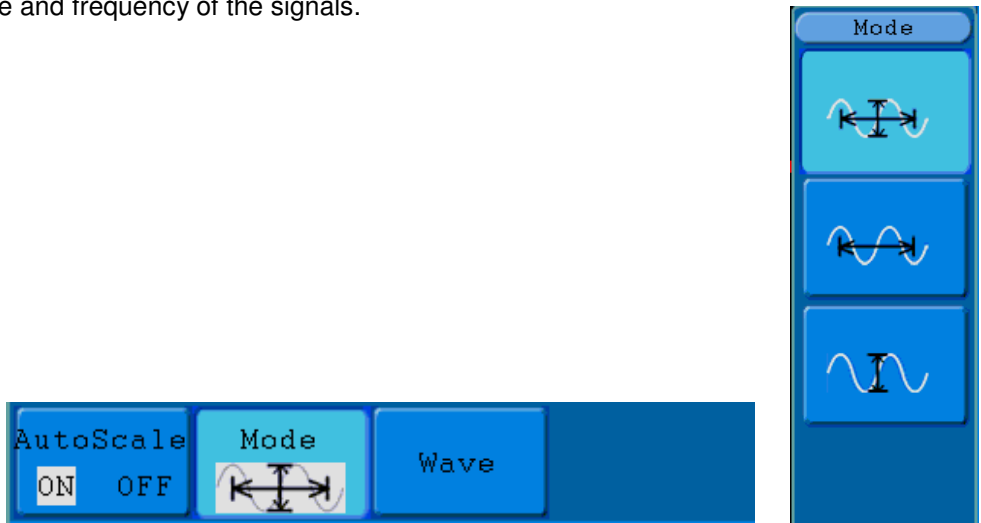 and frequency of the signals.
Mode
AutoScale
ON OFF
Mode
Wave